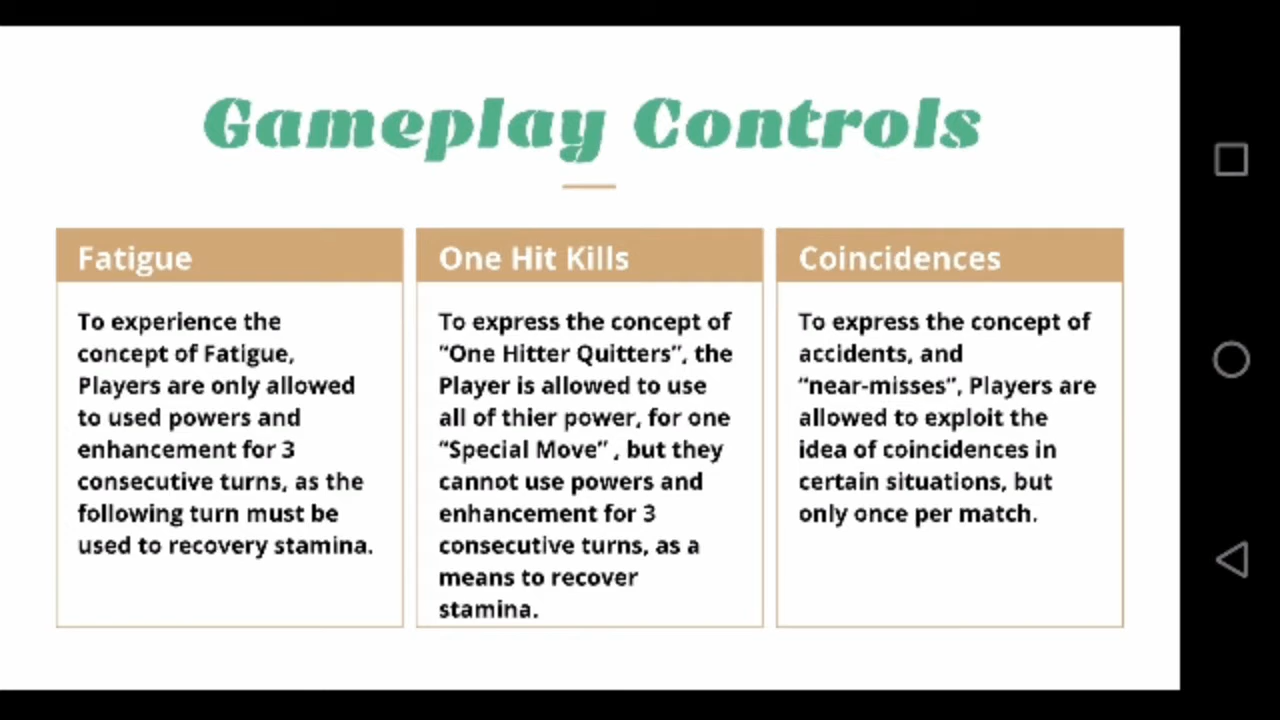 Gameplay Controls
Fatigue
To experience the
concept of Fatigue,
Players are only allowed
to used powers and
enhancement for 3
consecutive turns, as the
following turn must be
used to recovery stamina.
One Hit Kills
To express the concept of
“One Hitter Quitters”, the
Player is allowed to use
all of thier power, for one
“Special Move” , but they
cannot use powers and
enhancement for 3
consecutive turns, as a
means to recover
stamina.
Coincidences
To express the concept of
accidents, and
“near-misses”, Players are
allowed to exploit the
idea of coincidences in
certain situations, but
only once per match.